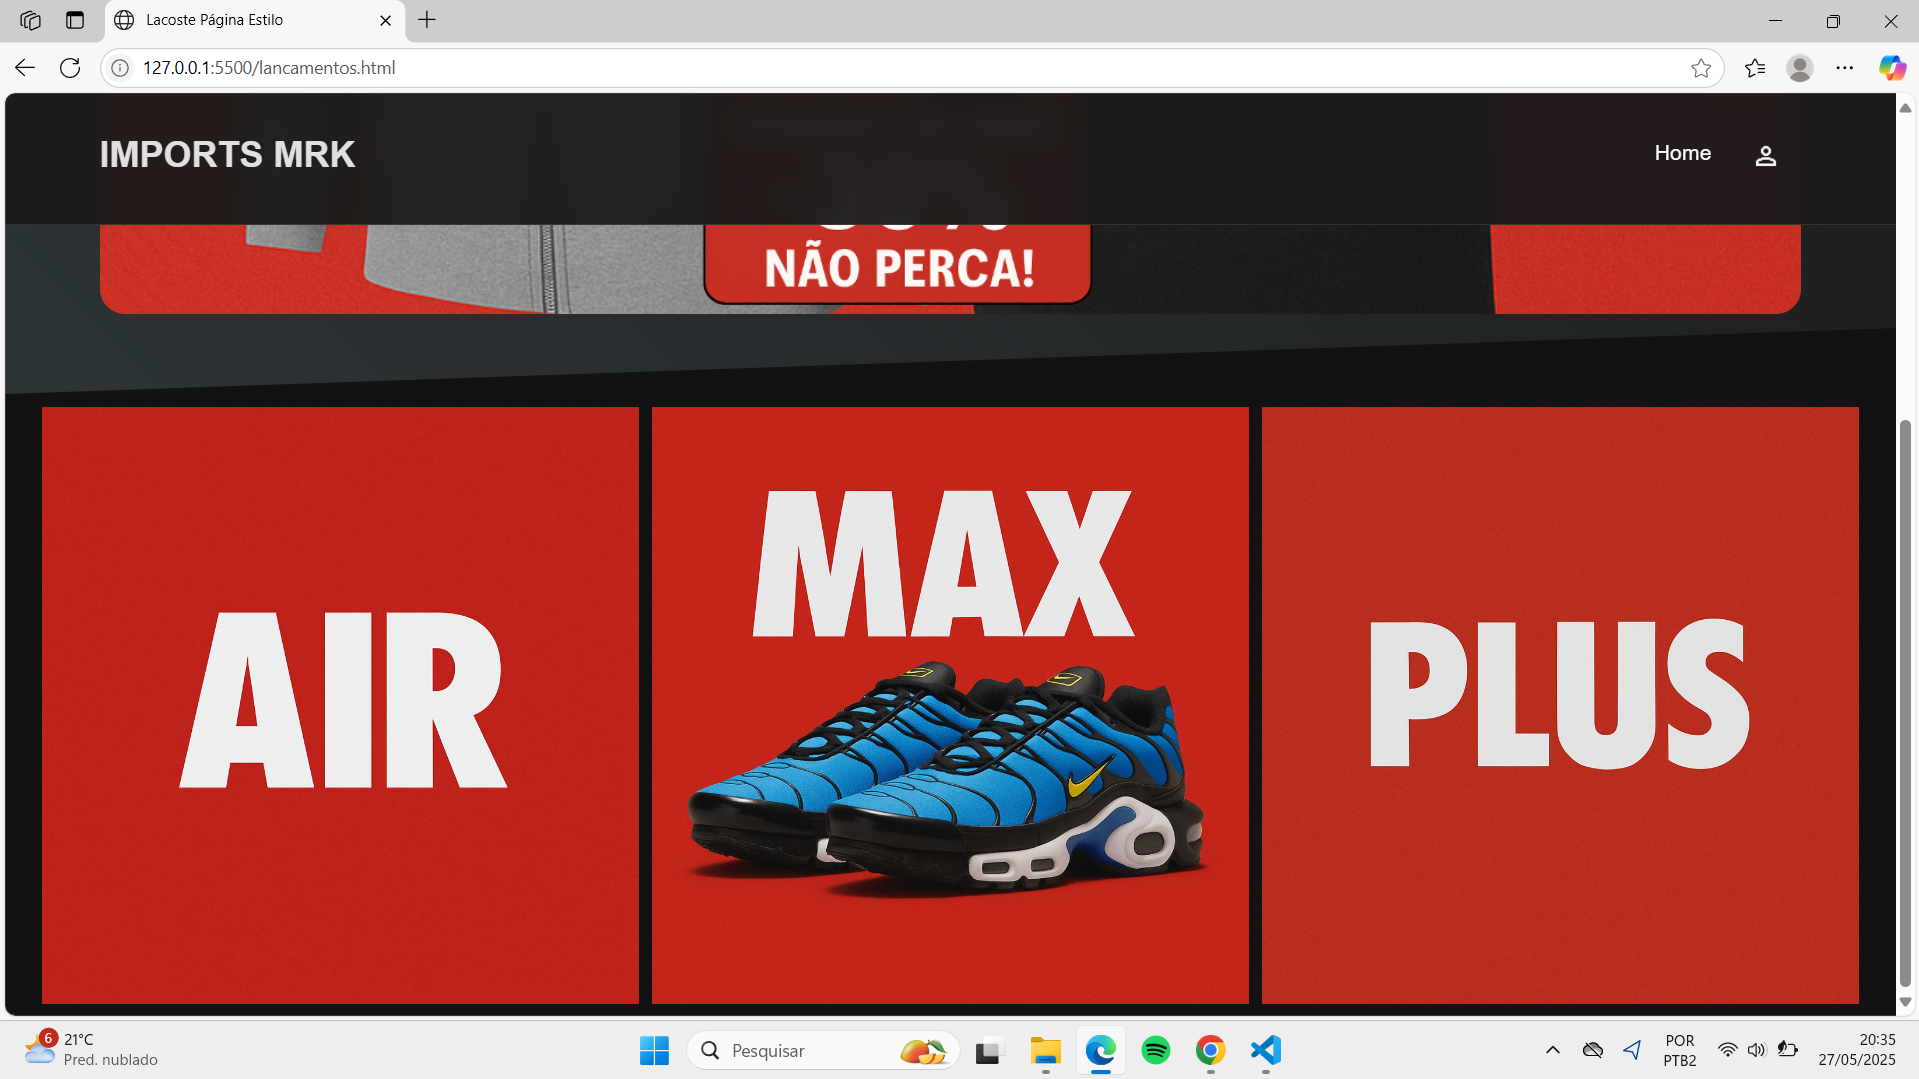 Lacoste Página Estilo
127.0.0.1:5500/lancamentos.html
IMPORTS MRK
Home
NÃO PERCA!
AIR
MAX
PLUS
6
21°C
Pred. nublado
Pesquisar
POR
PTB2
20:35
27/05/2025